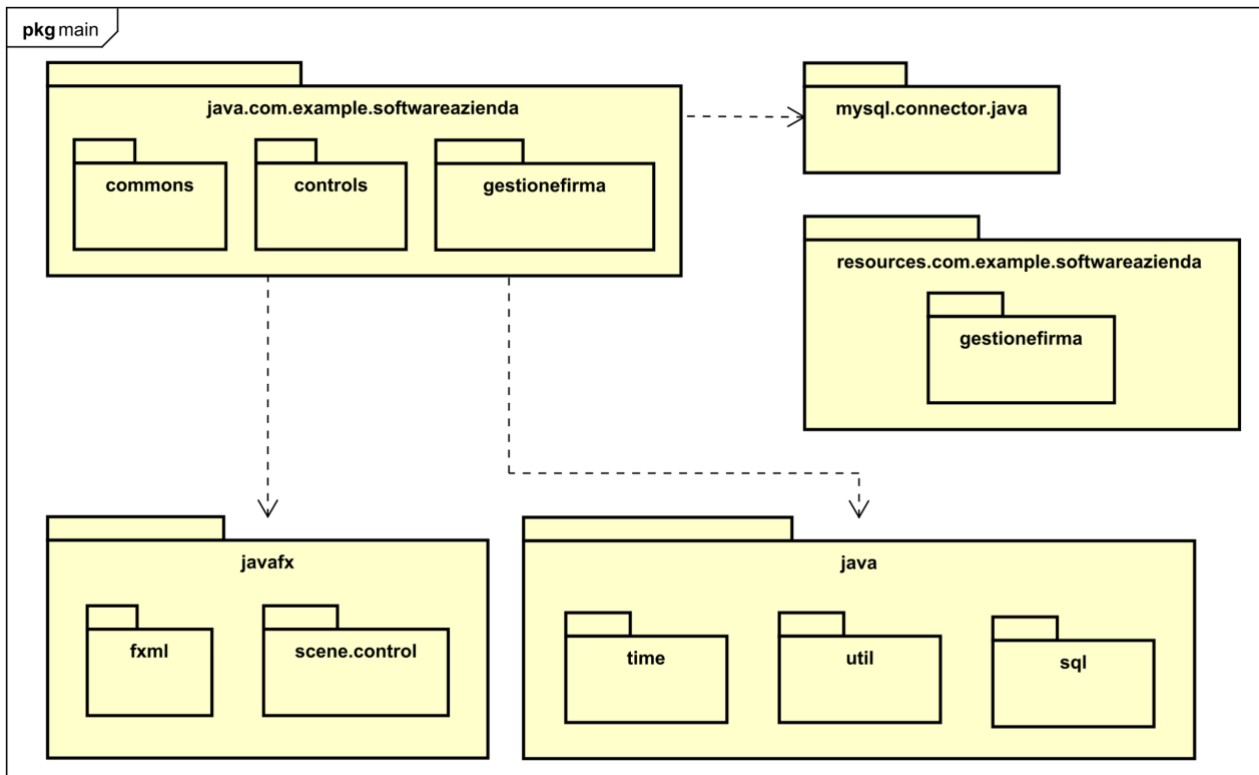 pkg main
java.com.example.softwareazienda
commons
controls
gestionefirma
mysql.connector.java
resources.com.example.softwareazienda
gestionefirma
javafx
fxml
scene.control
java
time
util
sql